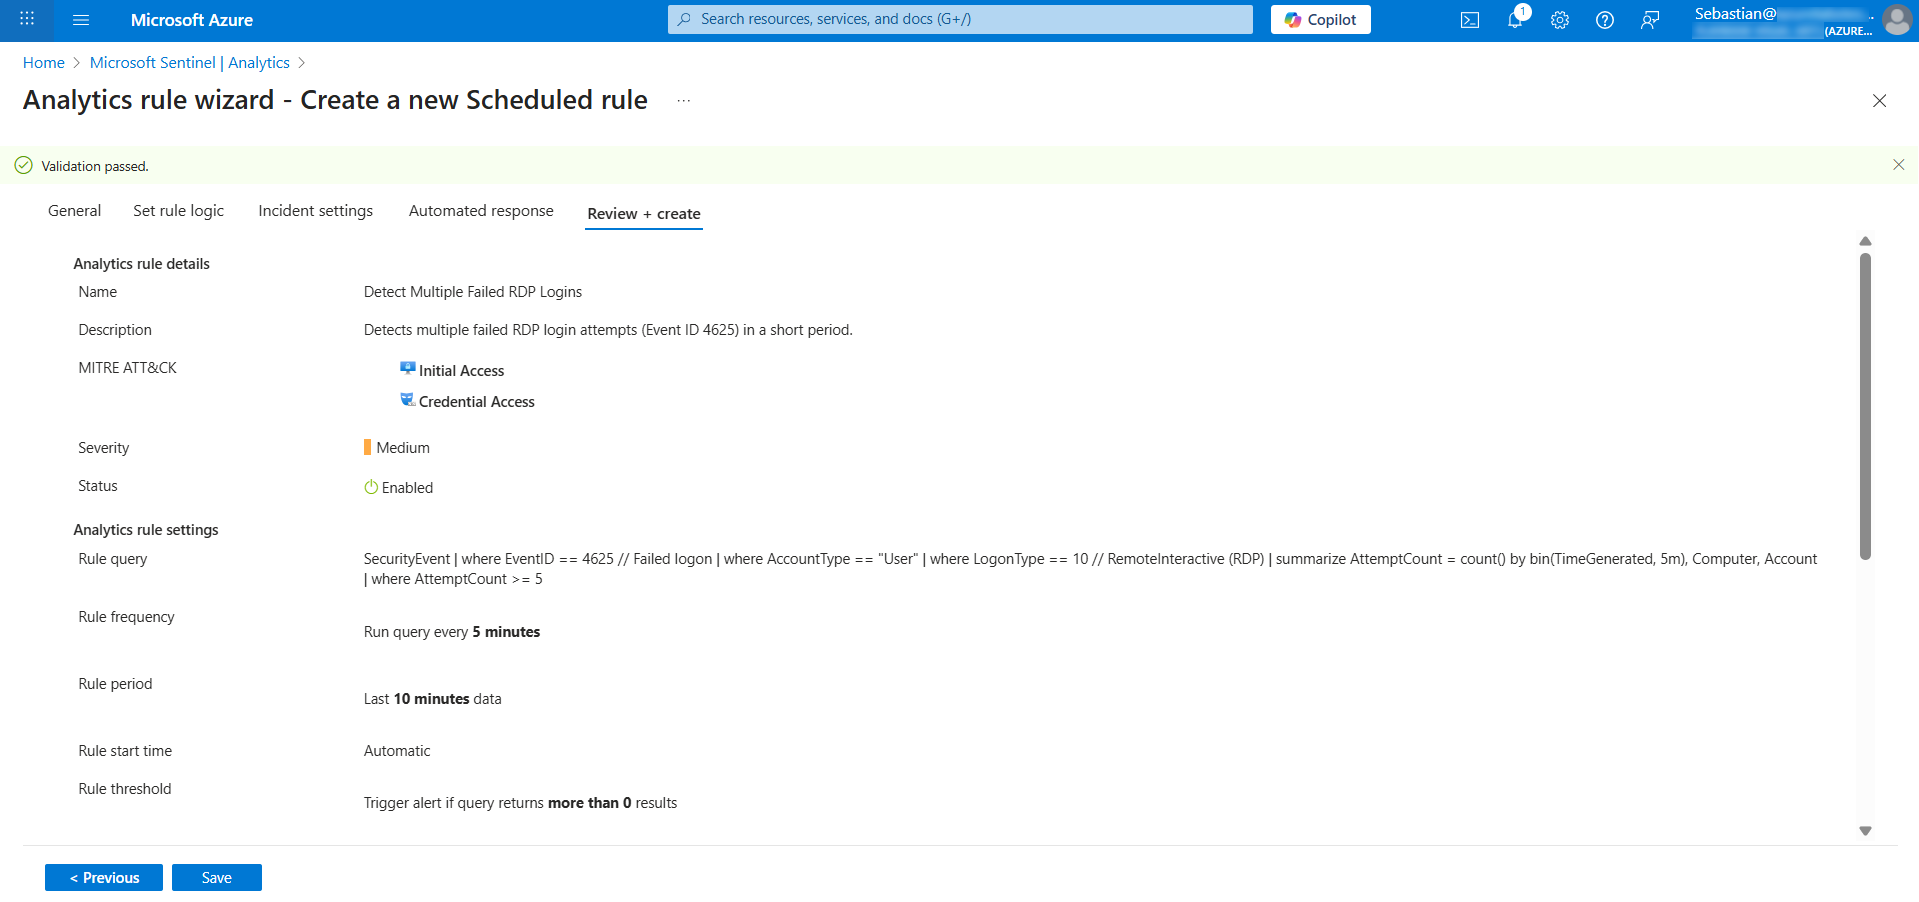 Microsoft Azure
Search resources, services, and docs (G+/)
Copilot
1
Sebastian@
(AZURE...
Home > Microsoft Sentinel | Analytics >
Analytics rule wizard - Create a new Scheduled rule ...
Validation passed.
General Set rule logic Incident settings Automated response Review + create
Analytics rule details
Name Detect Multiple Failed RDP Logins
Description Detects multiple failed RDP login attempts (Event ID 4625) in a short period.
MITRE ATT&CK Initial Access
Credential Access
Severity Medium
Status Enabled
Analytics rule settings
Rule query SecurityEvent | where EventID == 4625 // Failed logon | where AccountType == "User" | where LogonType == 10 // RemoteInteractive (RDP) | summarize AttemptCount = count() by bin(TimeGenerated, 5m), Computer, Account
| where AttemptCount >= 5
Rule frequency
Run query every 5 minutes
Rule period
Last 10 minutes data
Rule start time Automatic
Rule threshold
Trigger alert if query returns more than 0 results
< Previous Save